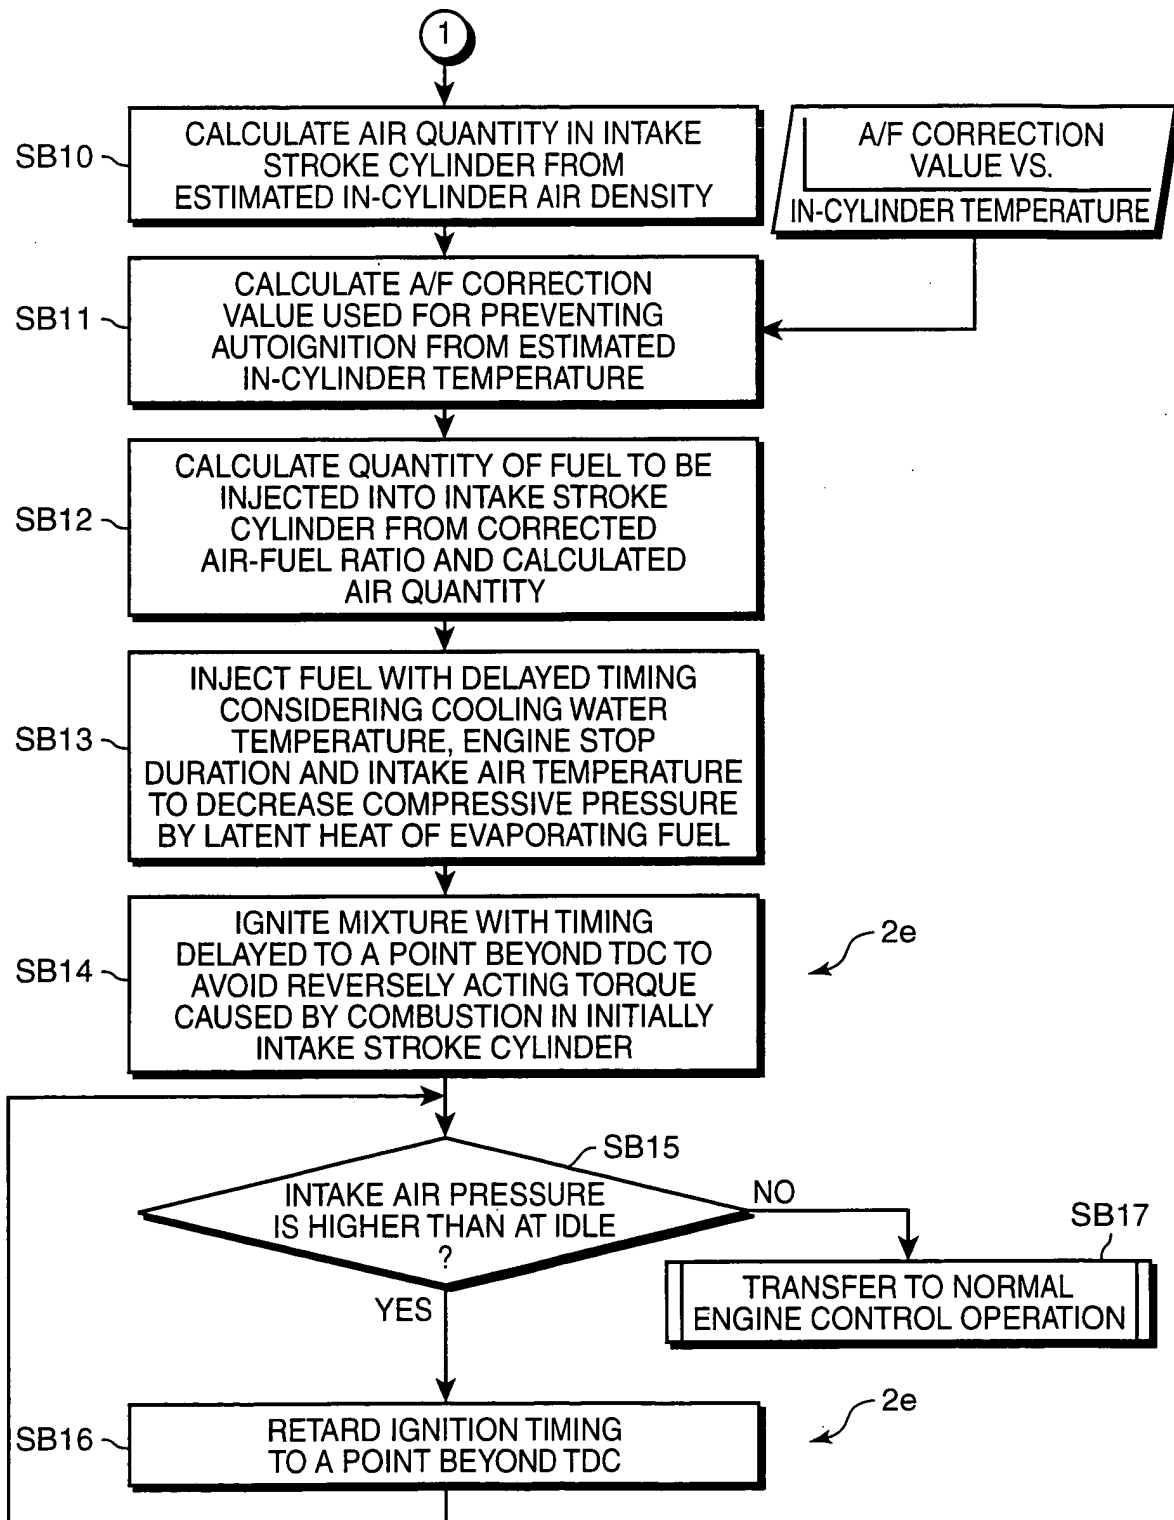 1
SB10
CALCULATE AIR QUANTITY IN INTAKE
STROKE CYLINDER FROM
ESTIMATED IN-CYLINDER AIR DENSITY
A/F CORRECTION
VALUE VS.
IN-CYLINDER TEMPERATURE
SB11
CALCULATE A/F CORRECTION
VALUE USED FOR PREVENTING
AUTOIGNITION FROM ESTIMATED
IN-CYLINDER TEMPERATURE
SB12
CALCULATE QUANTITY OF FUEL TO BE
INJECTED INTO INTAKE STROKE
CYLINDER FROM CORRECTED
AIR-FUEL RATIO AND CALCULATED
AIR QUANTITY
SB13
INJECT FUEL WITH DELAYED TIMING
CONSIDERING COOLING WATER
TEMPERATURE, ENGINE STOP
DURATION AND INTAKE AIR TEMPERATURE
TO DECREASE COMPRESSIVE PRESSURE
BY LATENT HEAT OF EVAPORATING FUEL
SB14
IGNITE MIXTURE WITH TIMING
DELAYED TO A POINT BEYOND TDC TO
AVOID REVERSELY ACTING TORQUE
CAUSED BY COMBUSTION IN INITIALLY
INTAKE STROKE CYLINDER
2e
SB15
INTAKE AIR PRESSURE
IS HIGHER THAN AT IDLE
?
NO
YES
SB17
TRANSFER TO NORMAL
ENGINE CONTROL OPERATION
SB16
RETARD IGNITION TIMING
TO A POINT BEYOND TDC
2e